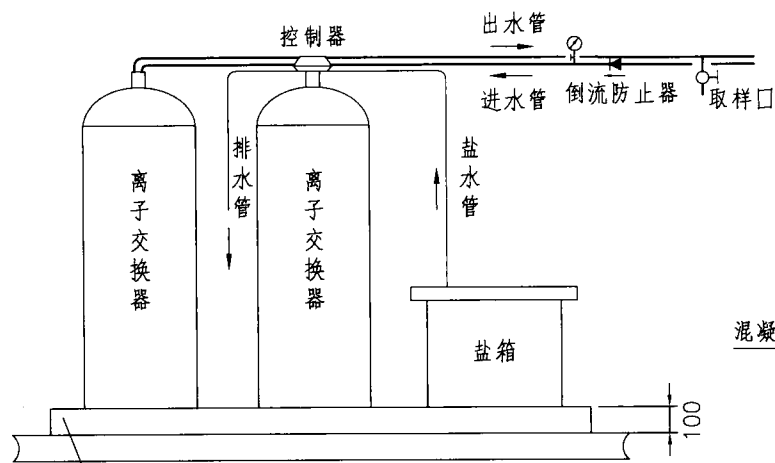 控制器
出水管
进水管
倒流防止器
取样口
排水管
盐水管
离子交换器
离子交换器
盐箱
混凝
100